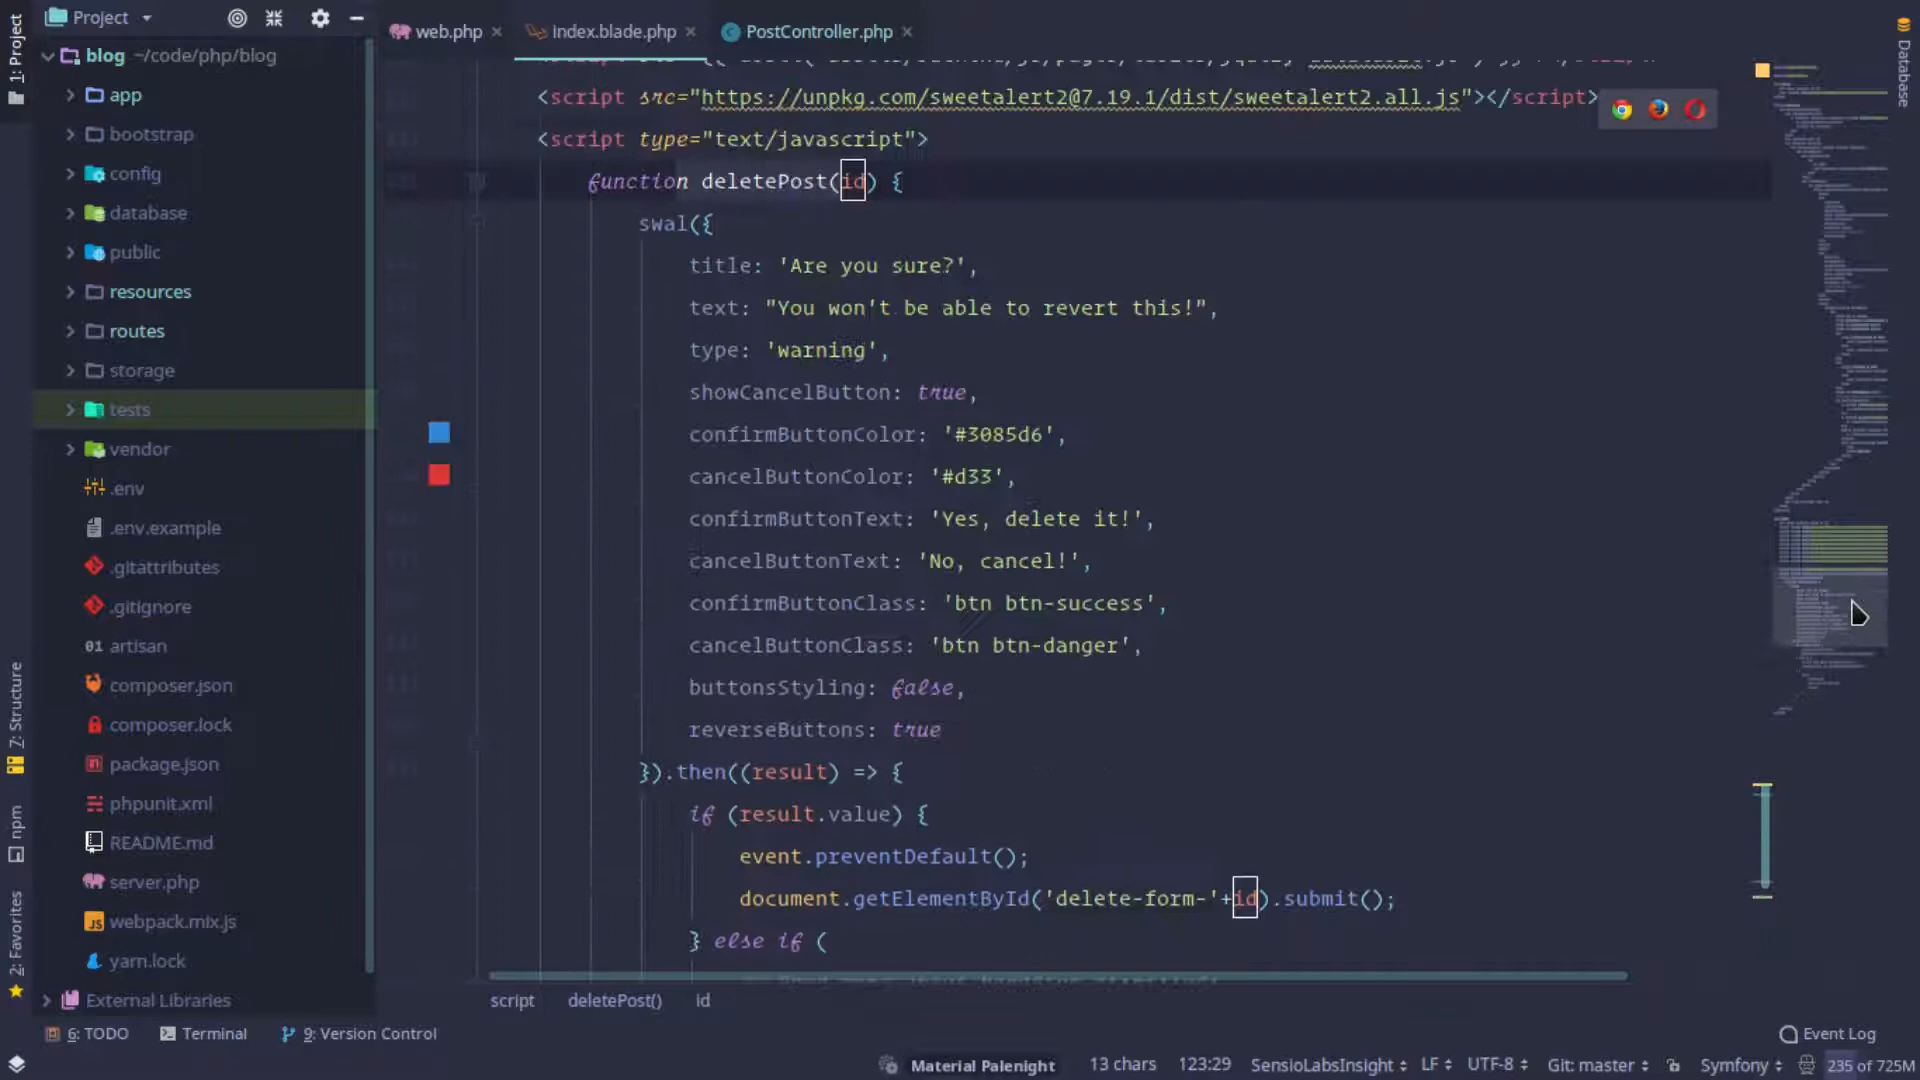 Project
web.php
index.blade.php
PostController.php
1: Project
Database
blog ~/code/php/blog
app
bootstrap
config
database
public
resources
routes
storage
tests
vendor
.env
.env.example
.gitattributes
.gitignore
01 artisan
composer.json
composer.lock
package.json
phpunit.xml
README.md
server.php
JS webpack.mix.js
yarn.lock
External Libraries
7: Structure
npm
2: Favorites
<script src="https://unpkg.com/sweetalert2@7.19.1/dist/sweetalert2.all.js"></script>
<script type="text/javascript">
function deletePost(id) {
swal({
title: 'Are you sure?',
text: "You won't be able to revert this!",
type: 'warning',
showCancelButton: true,
confirmButtonColor: '#3085d6',
cancelButtonColor: '#d33',
confirmButtonText: 'Yes, delete it!',
cancelButtonText: 'No, cancel!',
confirmButtonClass: 'btn btn-success',
cancelButtonClass: 'btn btn-danger',
buttonsStyling: false,
reverseButtons: true
}).then((result) => {
if (result.value) {
event.preventDefault();
document.getElementById('delete-form-'+id).submit();
} else if (
script deletePost() id
6: TODO Terminal 9: Version Control Event Log
Material Palenight 13 chars 123:29 SensioLabsInsight LF UTF-8 Git: master Symfony 235 of 725M